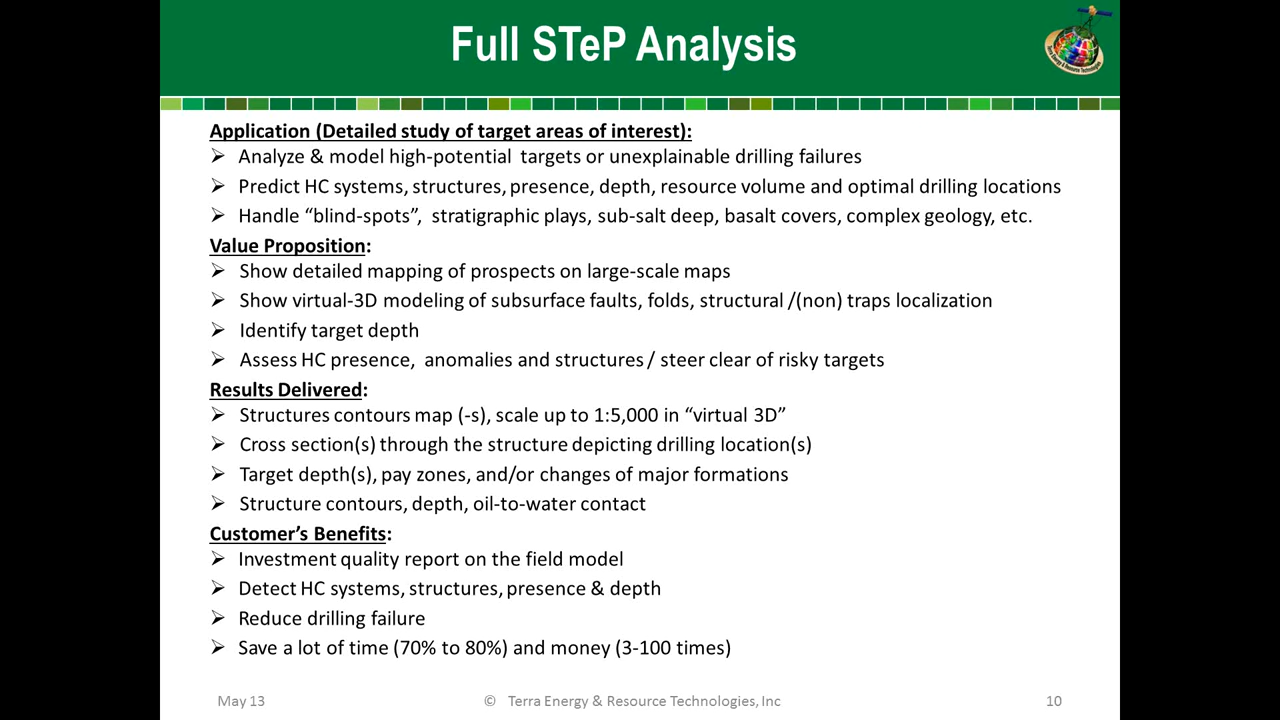 Full STeP Analysis
Terra Energy & Resource Technologies
Application (Detailed study of target areas of interest):
➢ Analyze & model high-potential targets or unexplainable drilling failures
➢ Predict HC systems, structures, presence, depth, resource volume and optimal drilling locations
➢ Handle “blind-spots”, stratigraphic plays, sub-salt deep, basalt covers, complex geology, etc.
Value Proposition:
➢ Show detailed mapping of prospects on large-scale maps
➢ Show virtual-3D modeling of subsurface faults, folds, structural /(non) traps localization
➢ Identify target depth
➢ Assess HC presence, anomalies and structures / steer clear of risky targets
Results Delivered:
➢ Structures contours map (-s), scale up to 1:5,000 in “virtual 3D”
➢ Cross section(s) through the structure depicting drilling location(s)
➢ Target depth(s), pay zones, and/or changes of major formations
➢ Structure contours, depth, oil-to-water contact
Customer’s Benefits:
➢ Investment quality report on the field model
➢ Detect HC systems, structures, presence & depth
➢ Reduce drilling failure
➢ Save a lot of time (70% to 80%) and money (3-100 times)
May 13 © Terra Energy & Resource Technologies, Inc 10